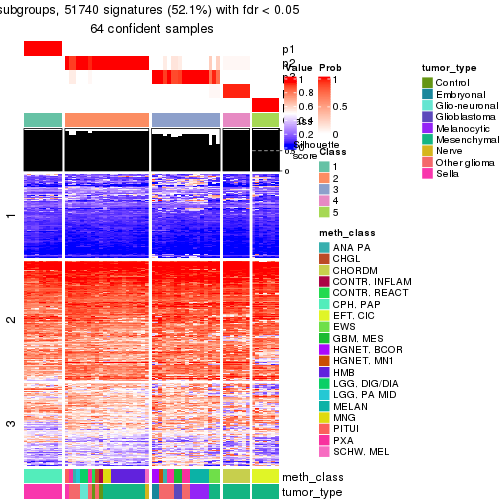 subgroups, 51740 signatures (52.1%) with fdr < 0.05
64 confident samples
p1
p2
Value
1
0.8
0.2
0
Prob
1
0.5
0
Silhouette
score
0
Class
1
2
3
4
5
1
2
3
meth_class
ANA PA
CHGL
CHORDM
CONTR. INFLAM
CONTR. REACT
CPH. PAP
EFT. CIC
EWS
GBM. MES
HGNET. BCOR
HGNET. MN1
HMB
LGG. DIG/DIA
LGG. PA MID
MELAN
MNG
PITUI
PXA
SCHW. MEL
tumor_type
Control
Embryonal
Glio-neuronal
Glioblastoma
Melanocytic
Mesenchymal
Nerve
Other glioma
Sella
meth_class
tumor_type